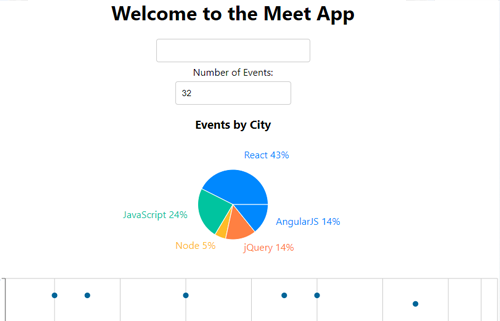 Welcome to the Meet App
Number of Events:
32
Events by City
React 43%
JavaScript 24%
AngularJS 14%
Node 5%
jQuery 14%